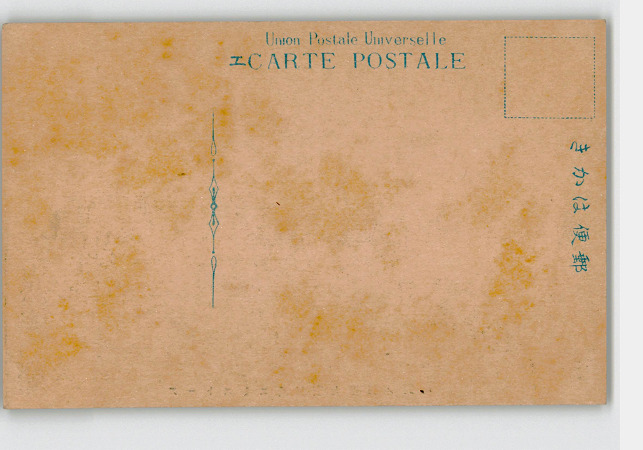 Union Postale Universelle
CARTE POSTALE
きかは便郵